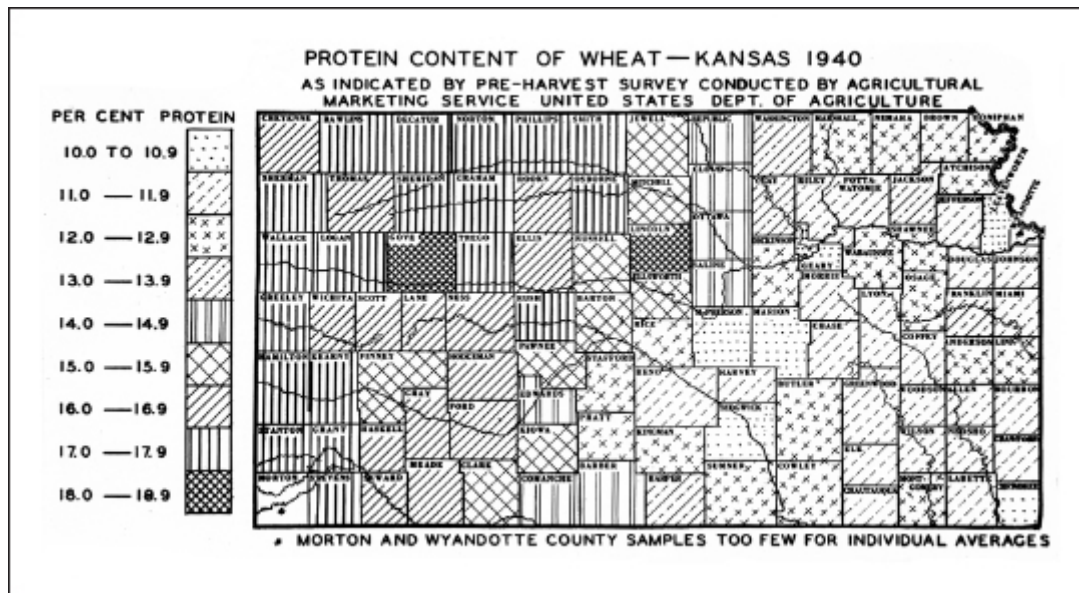 PROTEIN CONTENT OF WHEAT — KANSAS 1940
AS INDICATED BY PRE-HARVEST SURVEY CONDUCTED BY AGRICULTURAL
MARKETING SERVICE UNITED STATES DEPT. OF AGRICULTURE
PER CENT PROTEIN
10.0 TO 10.9
11.0 — 11.9
12.0 — 12.9
13.0 — 13.9
14.0 — 14.9
15.0 — 15.9
16.0 — 16.9
17.0 — 17.9
18.0 — 18.9
CHEYENNE RAWLINS DECATUR NORTON PHILLIPS SMITH JEWELL REPUBLIC WASHINGTON MARSHALL NEMAHA BROWN DONIPHAN
SHERMAN THOMAS SHERIDAN GRAHAM ROOKS OSBORNE MITCHELL CLOUD CLAY RILEY POTTA-
WATOMIE JACKSON ATCHISON JEFFERSON
WALLACE LOGAN GOVE TREGO ELLIS RUSSELL LINCOLN OTTAWA DICKINSON GEARY WABAUNSEE SHAWNEE DOUGLAS JOHNSON
GREELEY WICHITA SCOTT LANE NESS RUSH BARTON ELLSWORTH SALINE MORRIS LYON OSAGE FRANKLIN MIAMI
RICE MCPHERSON MARION CHASE COFFEY ANDERSON LINN
HAMILTON KEARNY FINNEY HODGEMAN PAWNEE STAFFORD RENO HARVEY BUTLER GREENWOOD WOODSON ALLEN BOURBON
GRAY FORD EDWARDS PRATT KINGMAN SEDGWICK
STANTON GRANT HASKELL KIOWA ELK WILSON NEOSHO CRAWFORD
MORTON STEVENS SEWARD MEADE CLARK COMANCHE BARBER HARPER SUMNER COWLEY CHAUTAUQUA MONT-
GOMERY LABETTE
* MORTON AND WYANDOTTE COUNTY SAMPLES TOO FEW FOR INDIVIDUAL AVERAGES